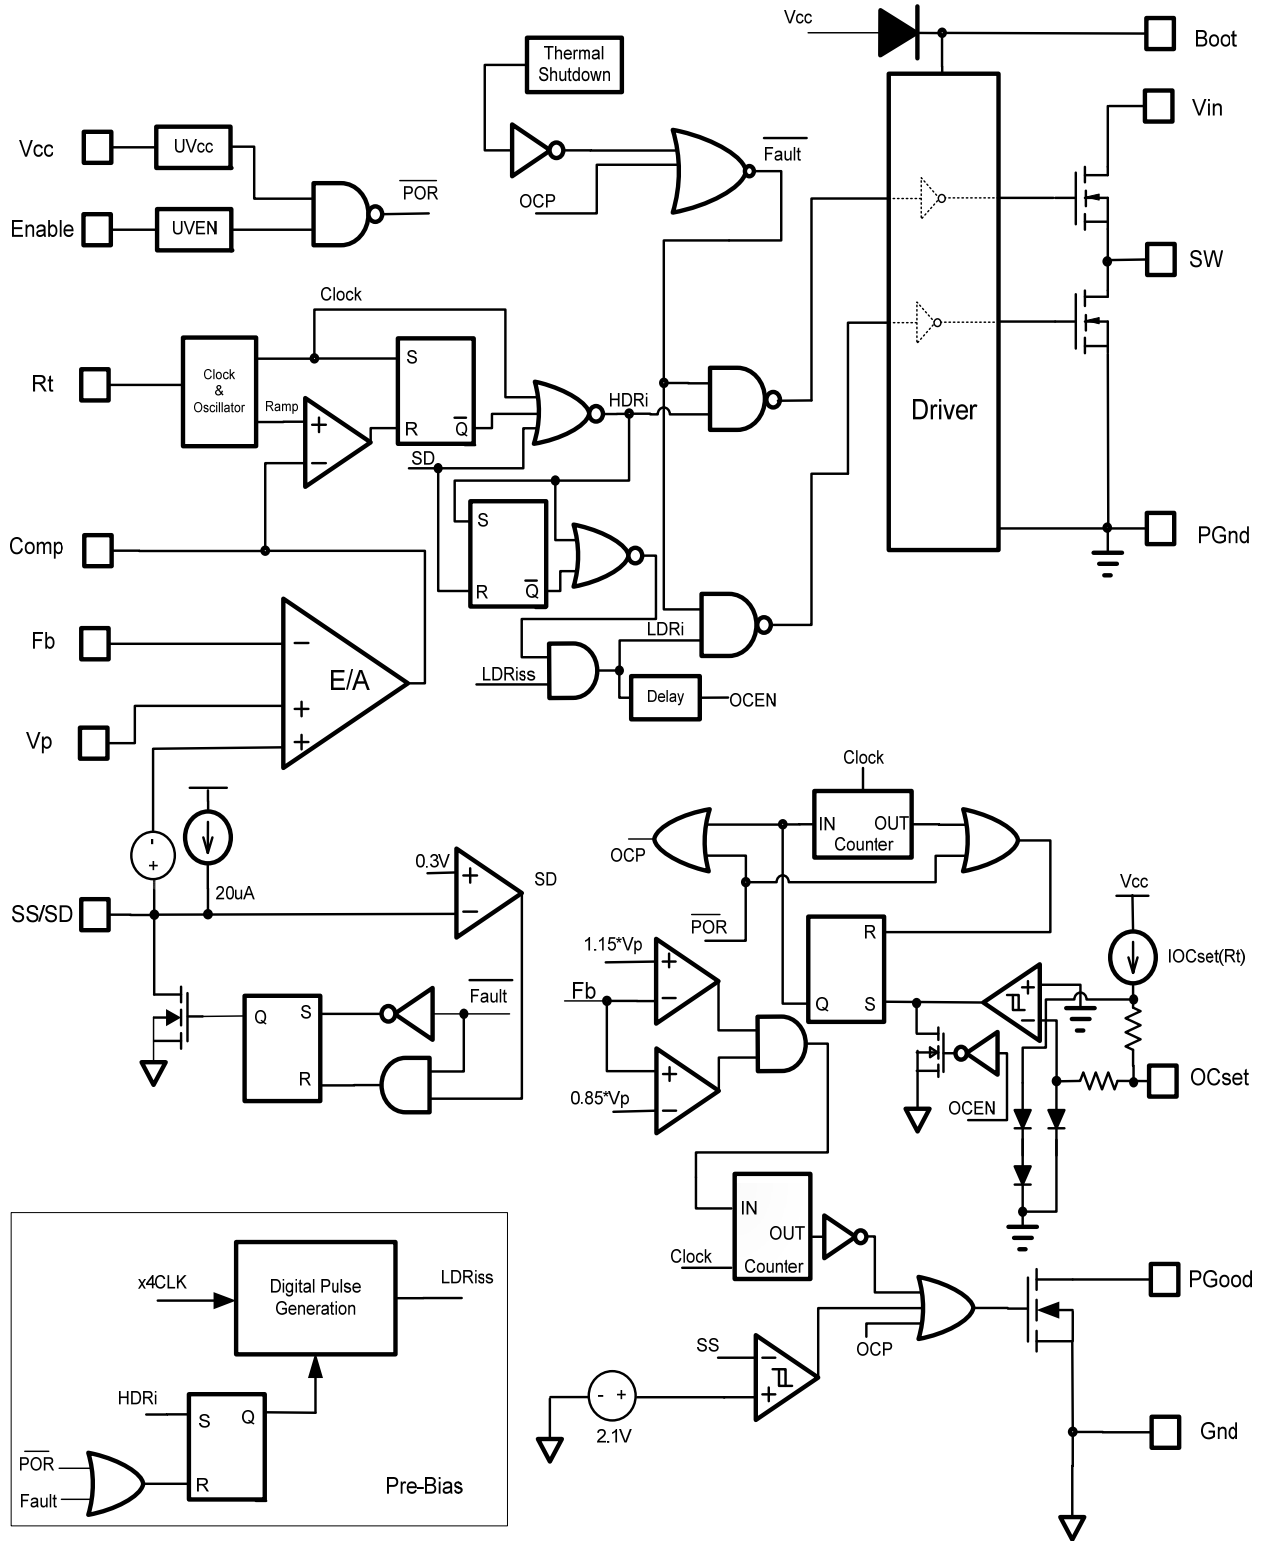 Vcc
Boot
Thermal
Shutdown
Vin
Vcc
UVcc
Fault
POR
OCP
Enable
UVEN
SW
Clock
Rt
Clock
&
Oscillator
Ramp
S
R
Q
HDRi
Driver
SD
+
−
S
R
Q
Comp
PGnd
Fb
−
E/A
+
+
LDRi
LDRiss
Delay
OCEN
Vp
Clock
IN
OUT
Counter
OCP
-
+
20uA
0.3V
+
−
SD
SS/SD
POR
Vcc
R
Q
S
IOCset(Rt)
1.15*Vp
+
−
Fb
Fault
Q
S
R
+
−
0.85*Vp
+
−
OCEN
OCset
IN
OUT
Clock
Counter
x4CLK
Digital Pulse
Generation
LDRiss
PGood
SS
−
+
OCP
HDRi
S
Q
R
- +
2.1V
Gnd
POR
Fault
Pre-Bias